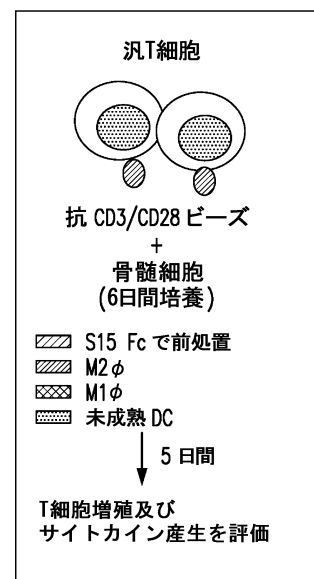 汎T細胞
抗 CD3/CD28 ビーズ
+
骨髄細胞
(6日間培養)
S15 Fc で前処置
M2φ
M1φ
未成熟 DC
5 日間
T細胞増殖及び
サイトカイン産生を評価